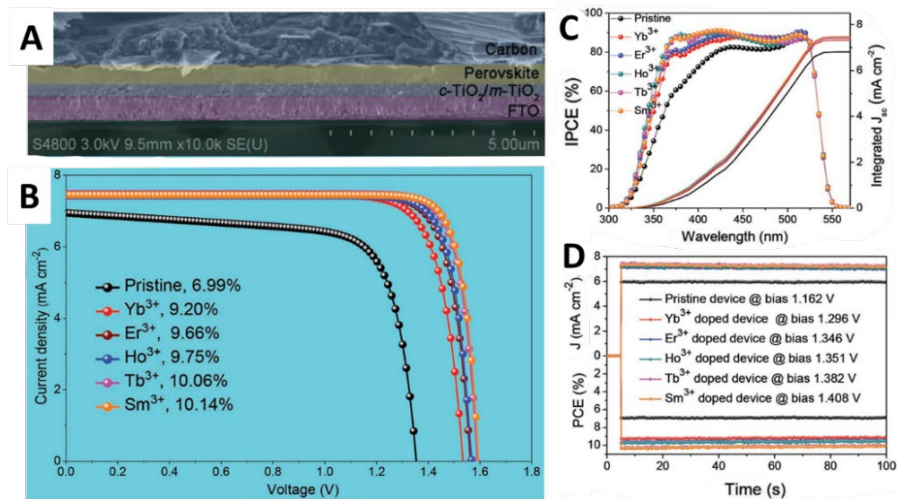 A
Carbon
Perovskite
c-TiO2/m-TiO2
FTO
S4800 3.0kV 9.5mm x10.0k SE(U)
5.00um
B
Current density (mA cm-2)
8
6
4
2
0
Pristine, 6.99%
Yb3+, 9.20%
Er3+, 9.66%
Ho3+, 9.75%
Tb3+, 10.06%
Sm3+, 10.14%
0.0 0.2 0.4 0.6 0.8 1.0 1.2 1.4 1.6 1.8
Voltage (V)
C
IPCE (%)
100
80
60
40
20
0
Pristine
Yb3+
Er3+
Ho3+
Tb3+
Sm3+
8
6
4
2
0
Integrated Jsc (mA cm-2)
300 350 400 450 500 550
Wavelength (nm)
D
J (mA cm-2)
8
6
4
2
0
PCE (%)
6
7
8
9
10
Pristine device @ bias 1.162 V
Yb3+ doped device @ bias 1.296 V
Er3+ doped device @ bias 1.346 V
Ho3+ doped device @ bias 1.351 V
Tb3+ doped device @ bias 1.382 V
Sm3+ doped device @ bias 1.408 V
0 20 40 60 80 100
Time (s)